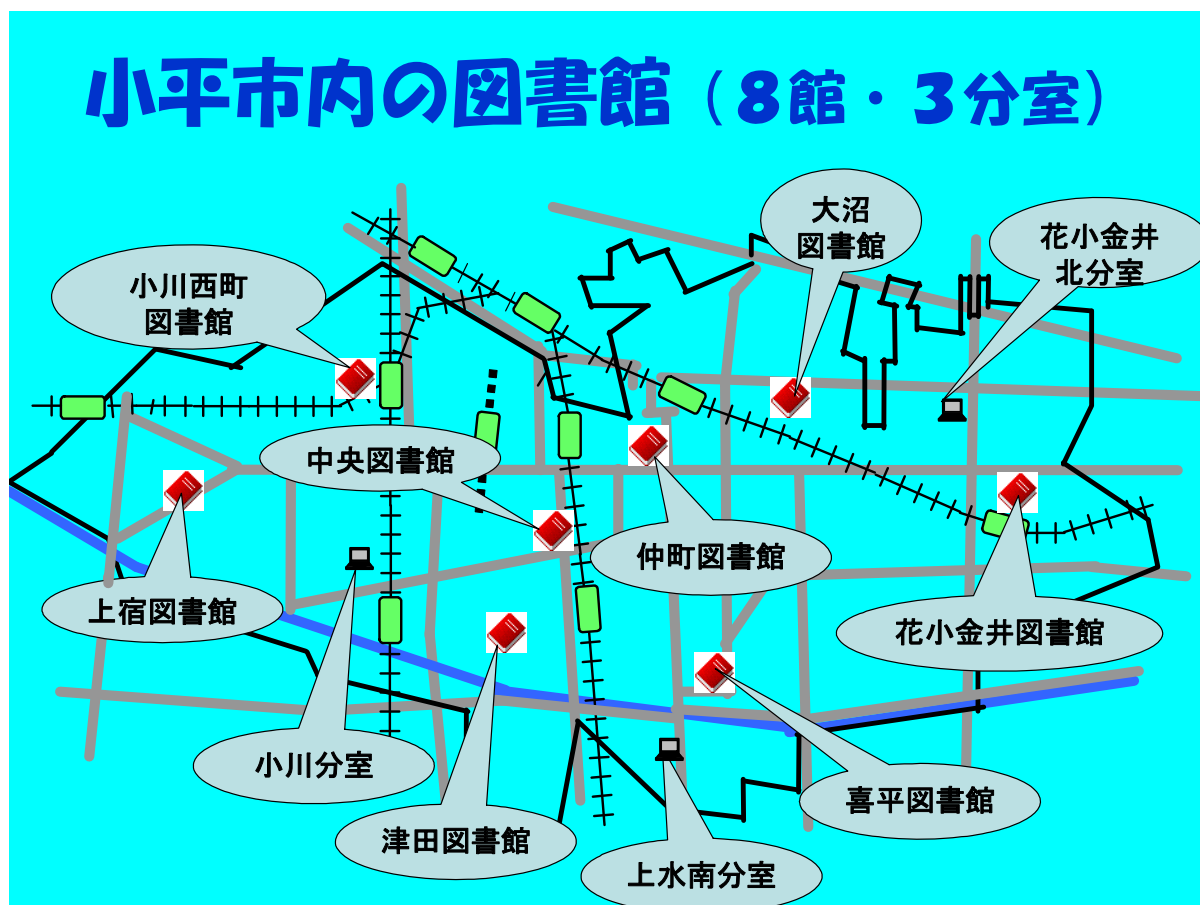 小平市内の図書館（８館・３分室）
大沼
図書館
花小金井
北分室
小川西町
図書館
中央図書館
仲町図書館
上宿図書館
花小金井図書館
小川分室
喜平図書館
津田図書館
上水南分室